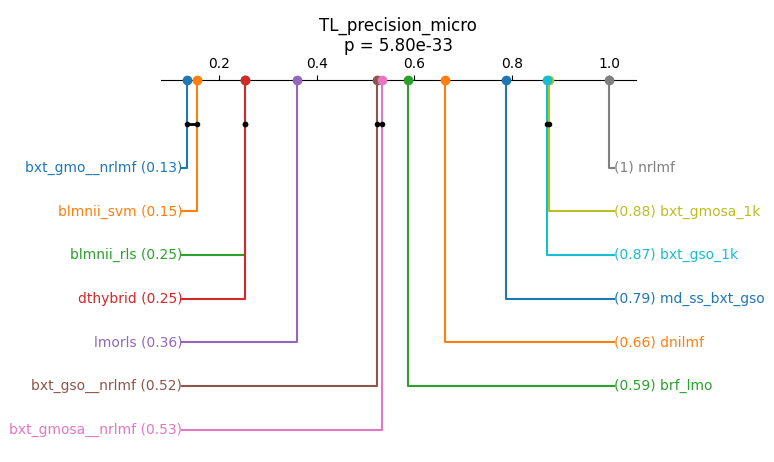 TL_precision_micro
p = 5.80e-33
0.2 0.4 0.6 0.8 1.0
bxt_gmo__nrlmf (0.13)
(1) nrlmf
blmnii_svm (0.15)
(0.88) bxt_gmosa_1k
blmnii_rls (0.25)
(0.87) bxt_gso_1k
dthybrid (0.25)
(0.79) md_ss_bxt_gso
lmorls (0.36)
(0.66) dnilmf
bxt_gso__nrlmf (0.52)
(0.59) brf_lmo
bxt_gmosa__nrlmf (0.53)